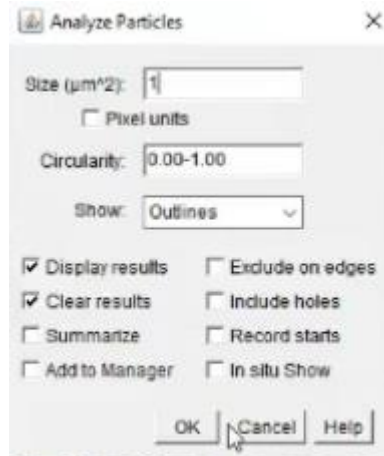 Analyze Particles
Size (µm^2): 1
Pixel units
Circularity: 0.00-1.00
Show: Outlines
Display results Exclude on edges
Clear results Include holes
Summarize Record starts
Add to Manager In situ Show
OK Cancel Help